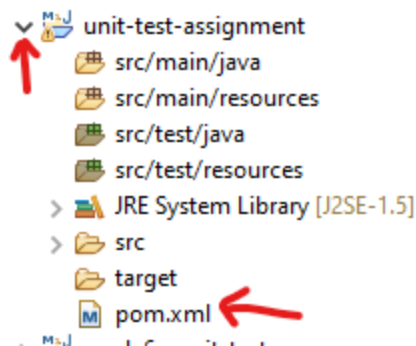 unit-test-assignment
src/main/java
src/main/resources
src/test/java
src/test/resources
JRE System Library [J2SE-1.5]
src
target
pom.xml